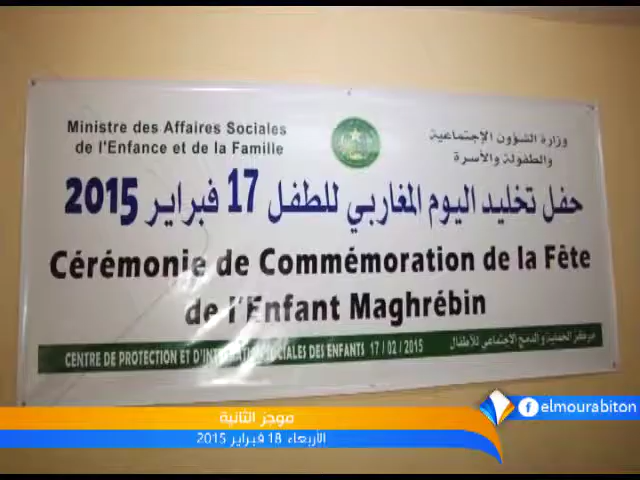 Ministre des Affaires Sociales
de l'Enfance et de la Famille
وزارة الشؤون الإجتماعية
والطفولة والأسرة
حفل تخليد اليوم المغاربي للطفل 17 فبراير 2015
Cérémonie de Commémoration de la Fête
de l'Enfant Maghrébin
CENTRE DE PROTECTION ET D'INTEGRATION SOCIALES DES ENFANTS 17/02/2015
مركز الحماية والدمج الاجتماعي للأطفال
elmourabiton
موجز الثانية
الأربعاء 18 فبراير 2015